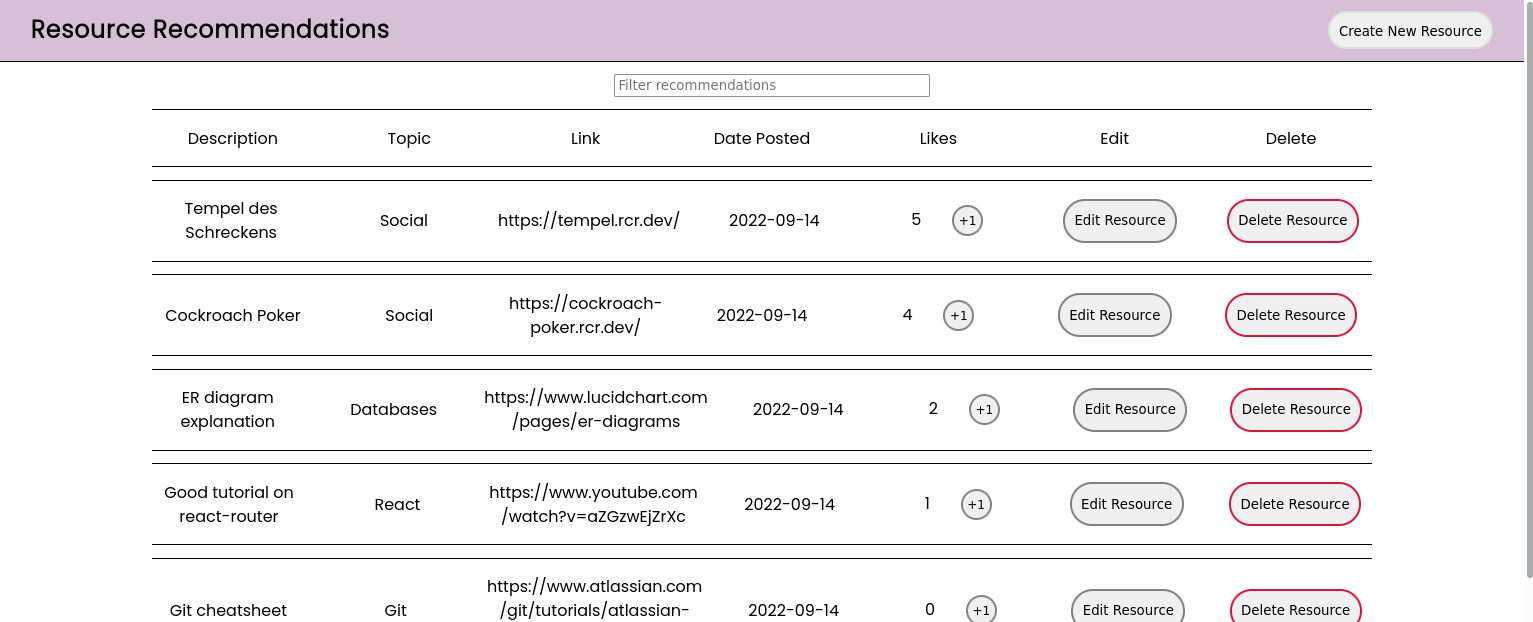 Resource Recommendations
Create New Resource
Filter recommendations
Description Topic Link Date Posted Likes Edit Delete
Tempel des
Schreckens
Social
https://tempel.rcr.dev/
2022-09-14
5
+1
Edit Resource
Delete Resource
Cockroach Poker
Social
https://cockroach-
poker.rcr.dev/
2022-09-14
4
+1
Edit Resource
Delete Resource
ER diagram
explanation
Databases
https://www.lucidchart.com
/pages/er-diagrams
2022-09-14
2
+1
Edit Resource
Delete Resource
Good tutorial on
react-router
React
https://www.youtube.com
/watch?v=aZGzwEjZrXc
2022-09-14
1
+1
Edit Resource
Delete Resource
Git cheatsheet
Git
https://www.atlassian.com
/git/tutorials/atlassian-
2022-09-14
0
+1
Edit Resource
Delete Resource